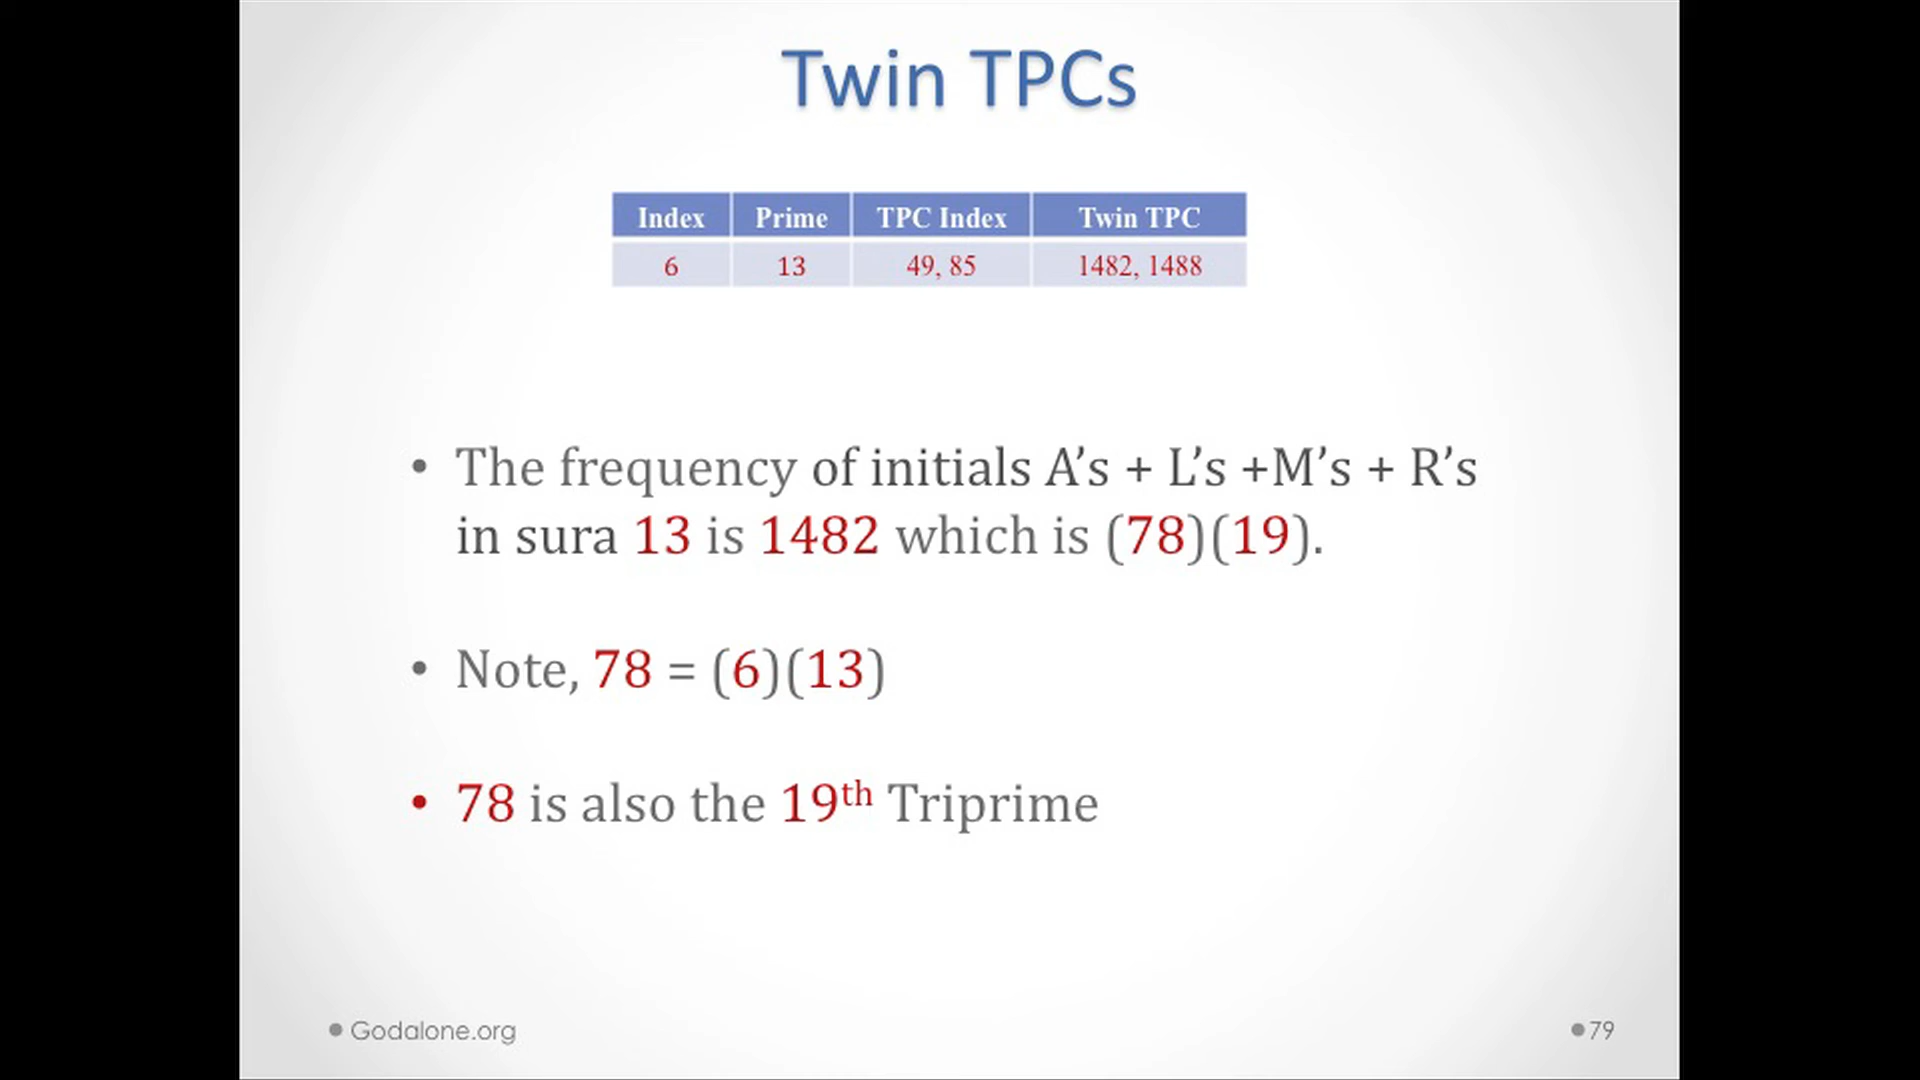 Twin TPCs
Index Prime TPC Index Twin TPC
6 13 49, 85 1482, 1488
• The frequency of initials A’s + L’s +M’s + R’s
in sura 13 is 1482 which is (78)(19).
• Note, 78 = (6)(13)
• 78 is also the 19th Triprime
• Godalone.org
• 79